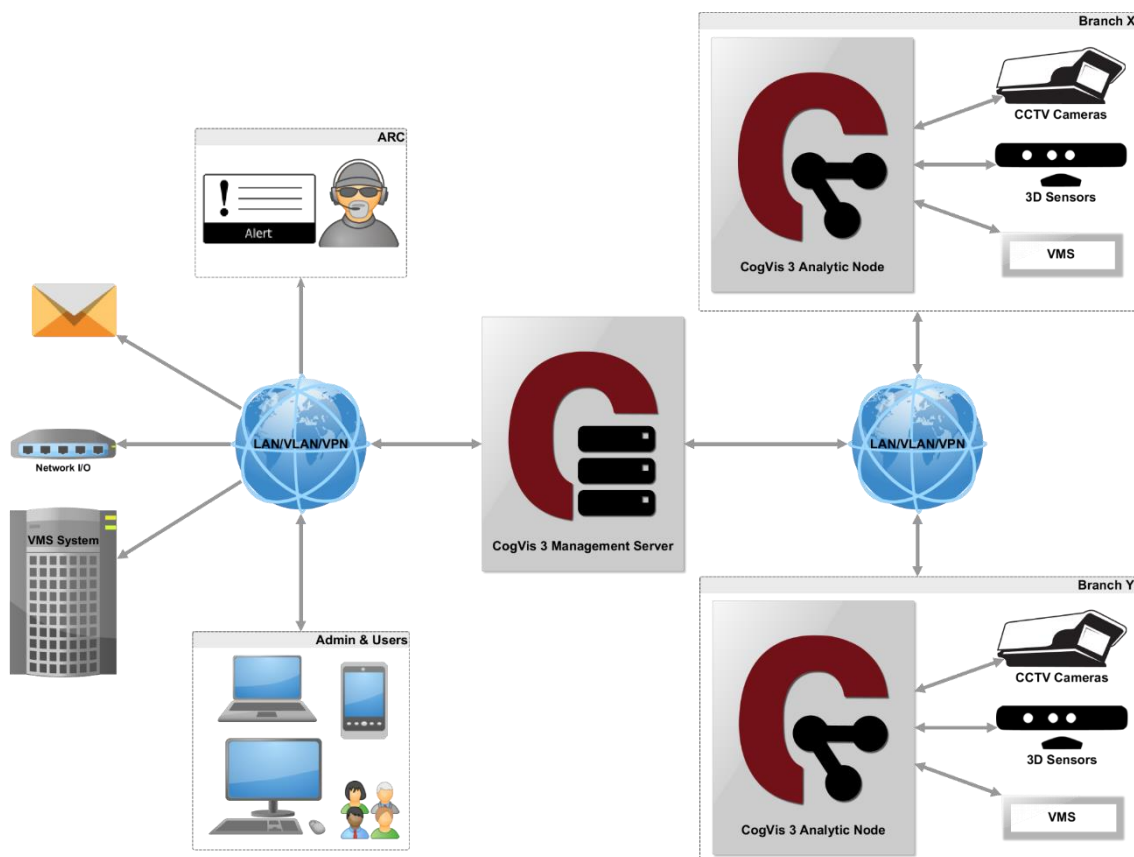 Branch X
CCTV Cameras
3D Sensors
VMS
CogVis 3 Analytic Node
ARC
Alert
LAN/VLAN/VPN
Network I/O
VMS System
CogVis 3 Management Server
LAN/VLAN/VPN
Admin & Users
Branch Y
CCTV Cameras
3D Sensors
VMS
CogVis 3 Analytic Node